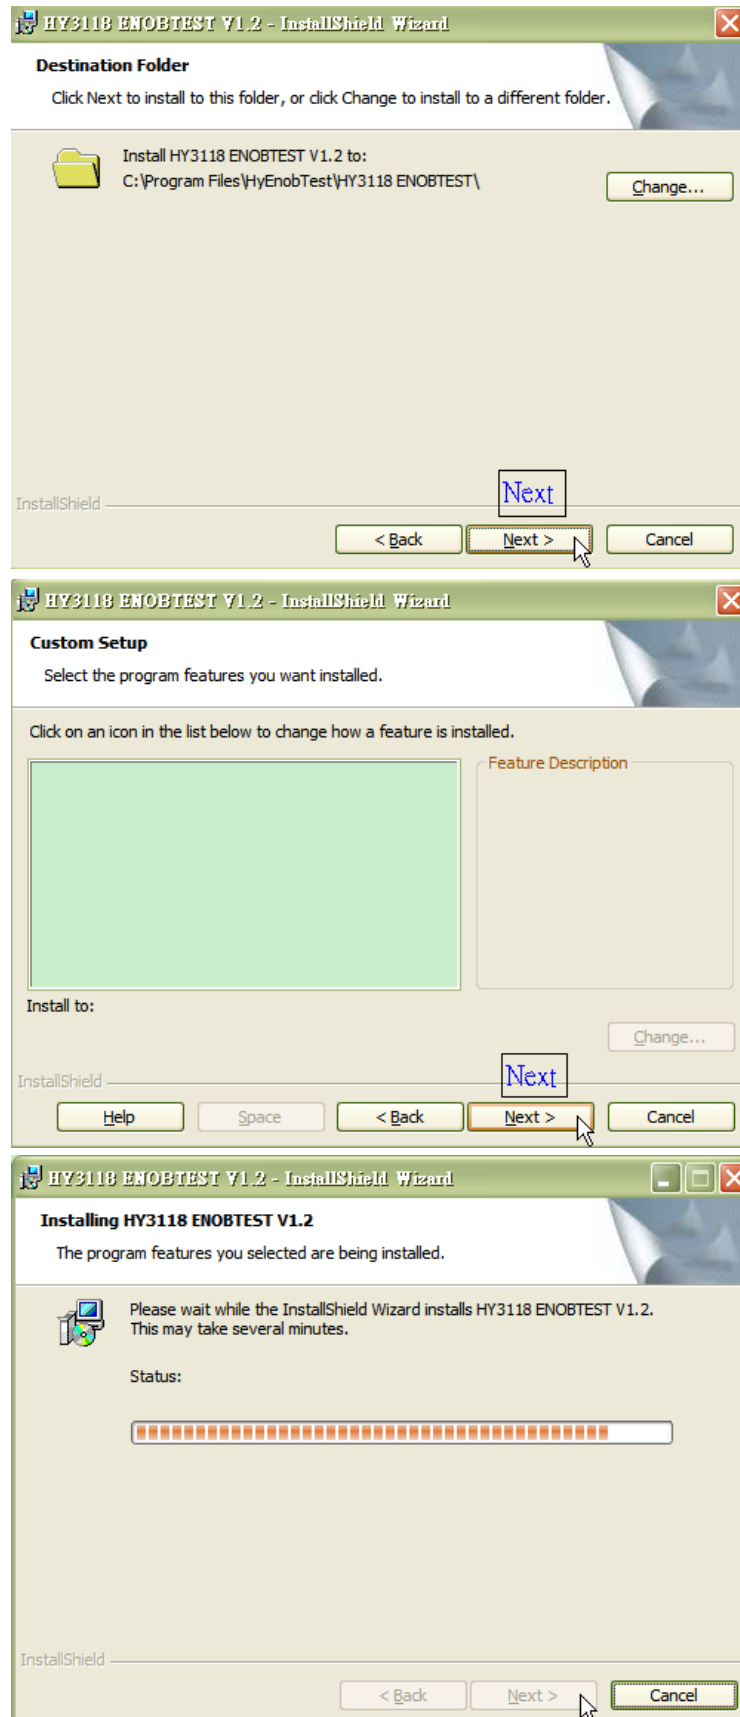 HY3118 ENOBTEST V1.2 - InstallShield Wizard
Destination Folder
Click Next to install to this folder, or click Change to install to a different folder.
Install HY3118 ENOBTEST V1.2 to:
C:\Program Files\HyEnobTest\HY3118 ENOBTEST\
Change...
Next
InstallShield
< Back
Next >
Cancel
HY3118 ENOBTEST V1.2 - InstallShield Wizard
Custom Setup
Select the program features you want installed.
Click on an icon in the list below to change how a feature is installed.
Feature Description
Install to:
Change...
Next
InstallShield
Help
Space
< Back
Next >
Cancel
HY3118 ENOBTEST V1.2 - InstallShield Wizard
Installing HY3118 ENOBTEST V1.2
The program features you selected are being installed.
Please wait while the InstallShield Wizard installs HY3118 ENOBTEST V1.2.
This may take several minutes.
Status:
InstallShield
< Back
Next >
Cancel